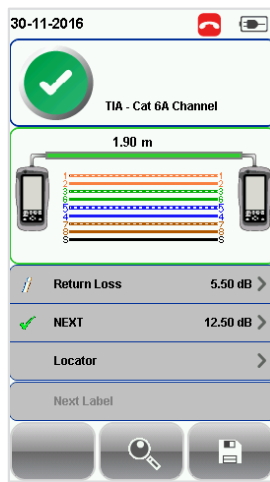 30-11-2016
TIA - Cat 6A Channel
1.90 m
1 1
2 2
3 3
6 6
5 5
4 4
7 7
8 8
S S
Return Loss 5.50 dB
NEXT 12.50 dB
Locator
Next Label